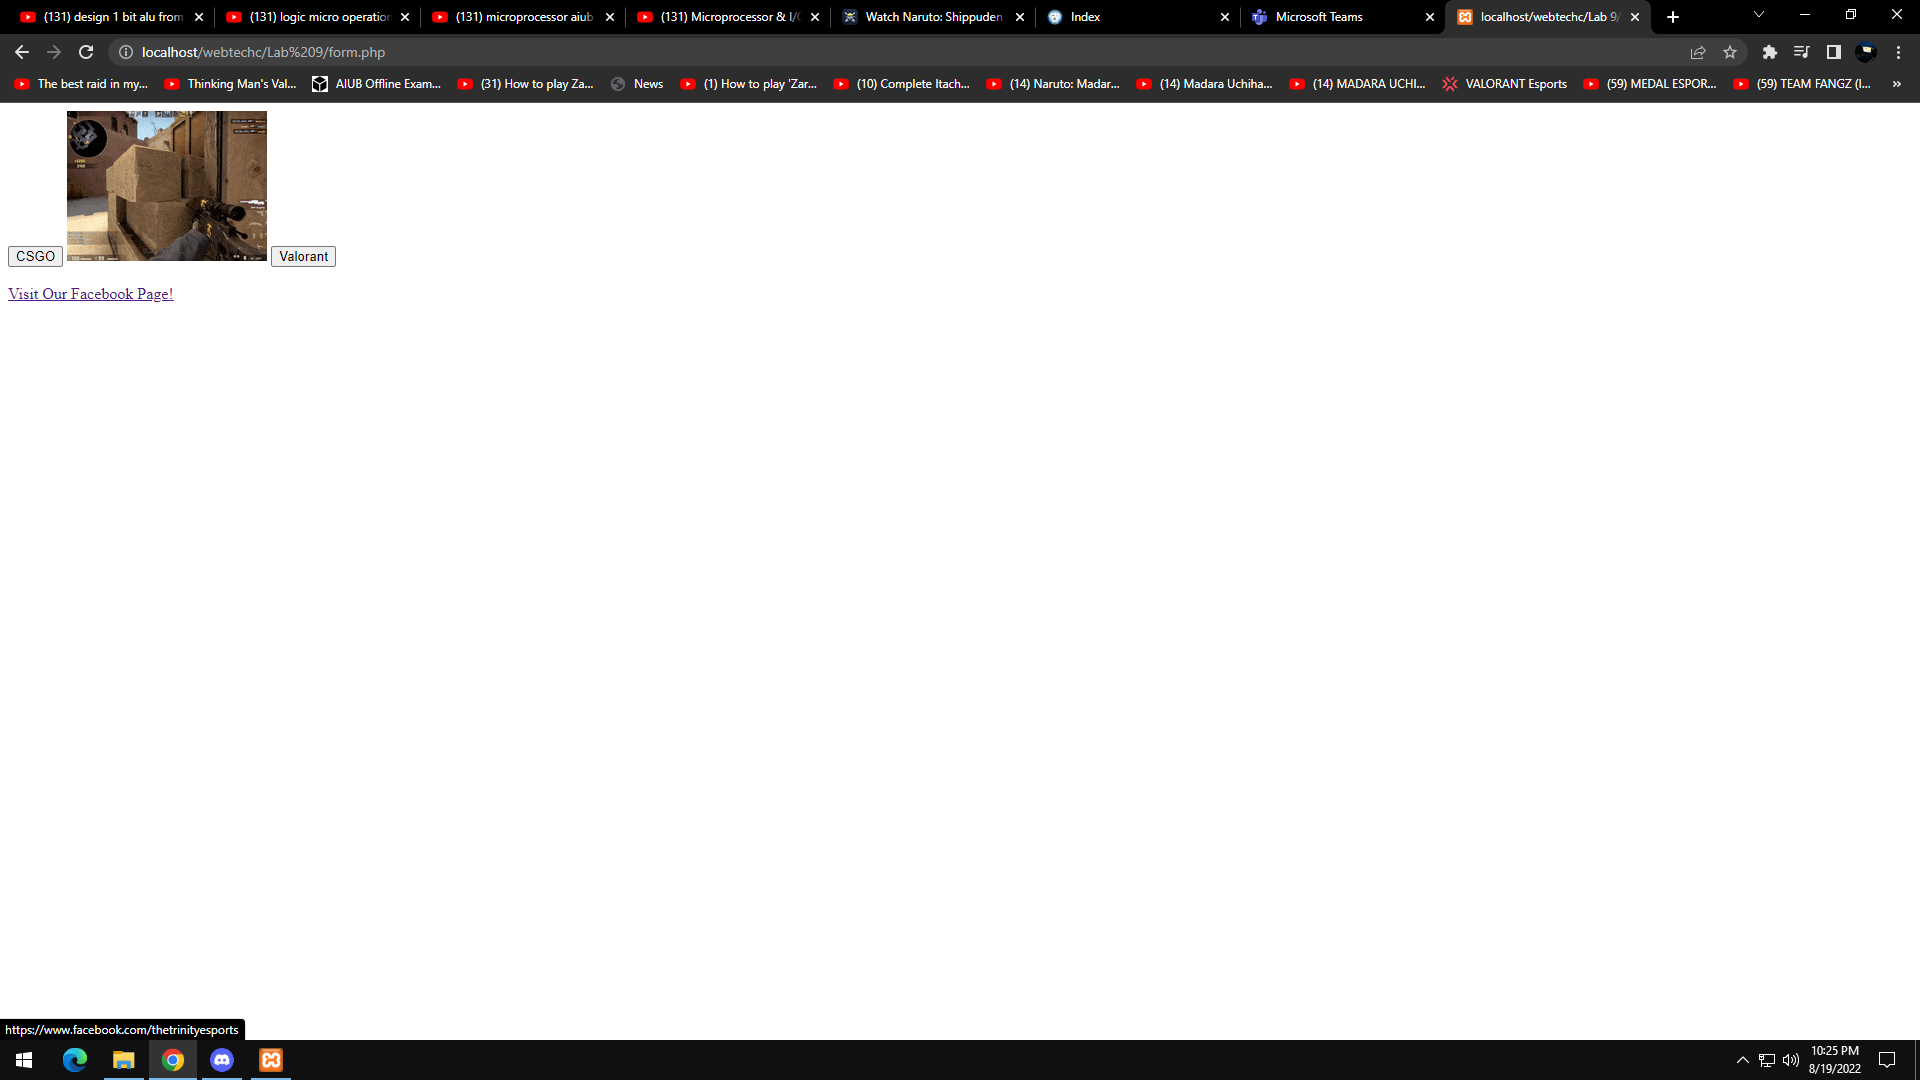 (131) design 1 bit alu from
(131) logic micro operation
(131) microprocessor aiub
(131) Microprocessor & I/O
Watch Naruto: Shippuden
Index
Microsoft Teams
localhost/webtechc/Lab 9/
localhost/webtechc/Lab%209/form.php
The best raid in my...
Thinking Man's Val...
AIUB Offline Exam...
(31) How to play Za...
News
(1) How to play 'Zar...
(10) Complete Itach...
(14) Naruto: Madar...
(14) Madara Uchiha...
(14) MADARA UCHI...
VALORANT Esports
(59) MEDAL ESPOR...
(59) TEAM FANGZ (I...
»
CSGO
Valorant
Visit Our Facebook Page!
https://www.facebook.com/thetrinityesports
10:25 PM
8/19/2022